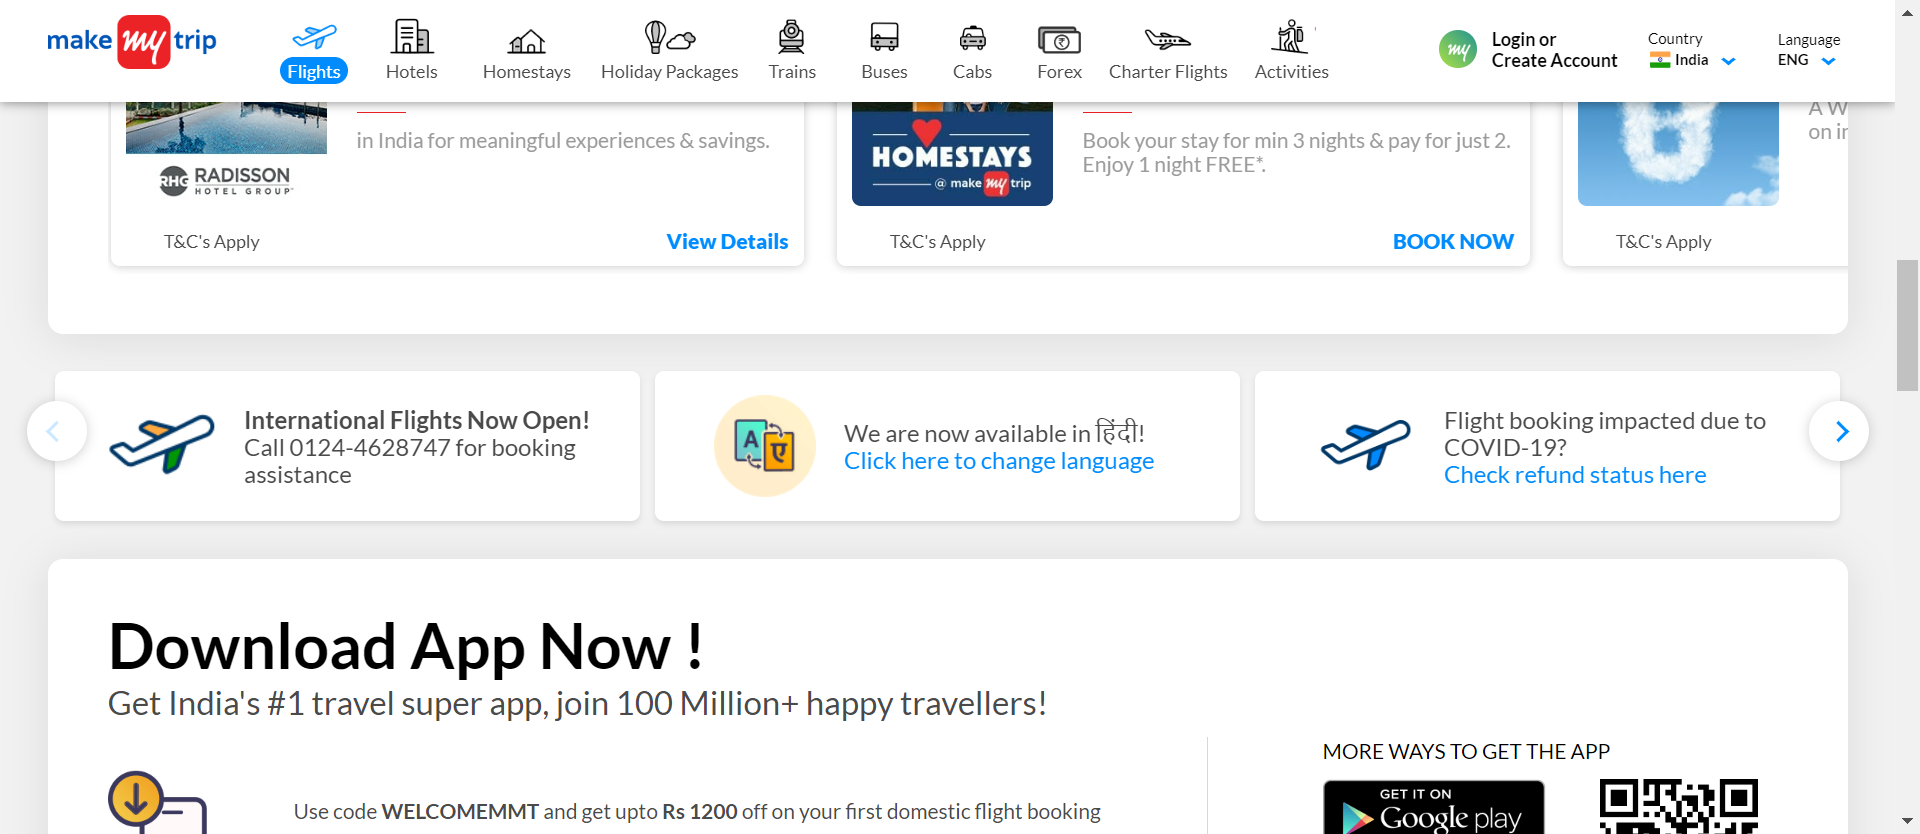 make my trip
Flights
Hotels
Homestays
Holiday Packages
Trains
Buses
Cabs
Forex
Charter Flights
Activities
my
Login or
Create Account
Country
India
Language
ENG
in India for meaningful experiences & savings.
RHG RADISSON
HOTEL GROUP
T&C's Apply
View Details
HOMESTAYS
@ make my trip
Book your stay for min 3 nights & pay for just 2.
Enjoy 1 night FREE*.
T&C's Apply
BOOK NOW
A W
on in
T&C's Apply
International Flights Now Open!
Call 0124-4628747 for booking
assistance
A ए
We are now available in हिंदी!
Click here to change language
Flight booking impacted due to
COVID-19?
Check refund status here
Download App Now !
Get India's #1 travel super app, join 100 Million+ happy travellers!
Use code WELCOMEMMT and get upto Rs 1200 off on your first domestic flight booking
MORE WAYS TO GET THE APP
GET IT ON
Google play